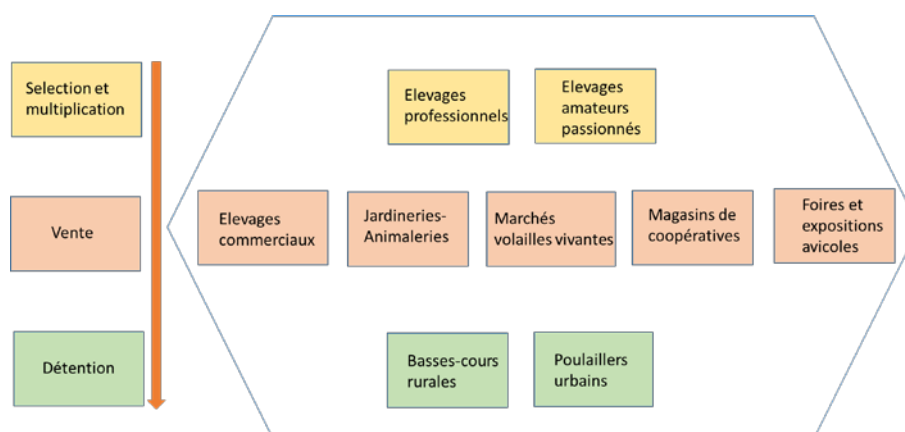 Selection et
multiplication
Elevages
professionnels
Elevages
amateurs
passionnés
Vente
Elevages
commerciaux
Jardineries-
Animaleries
Marchés
volailles vivantes
Magasins de
coopératives
Foires et
expositions
avicoles
Détention
Basses-cours
rurales
Poulaillers
urbains